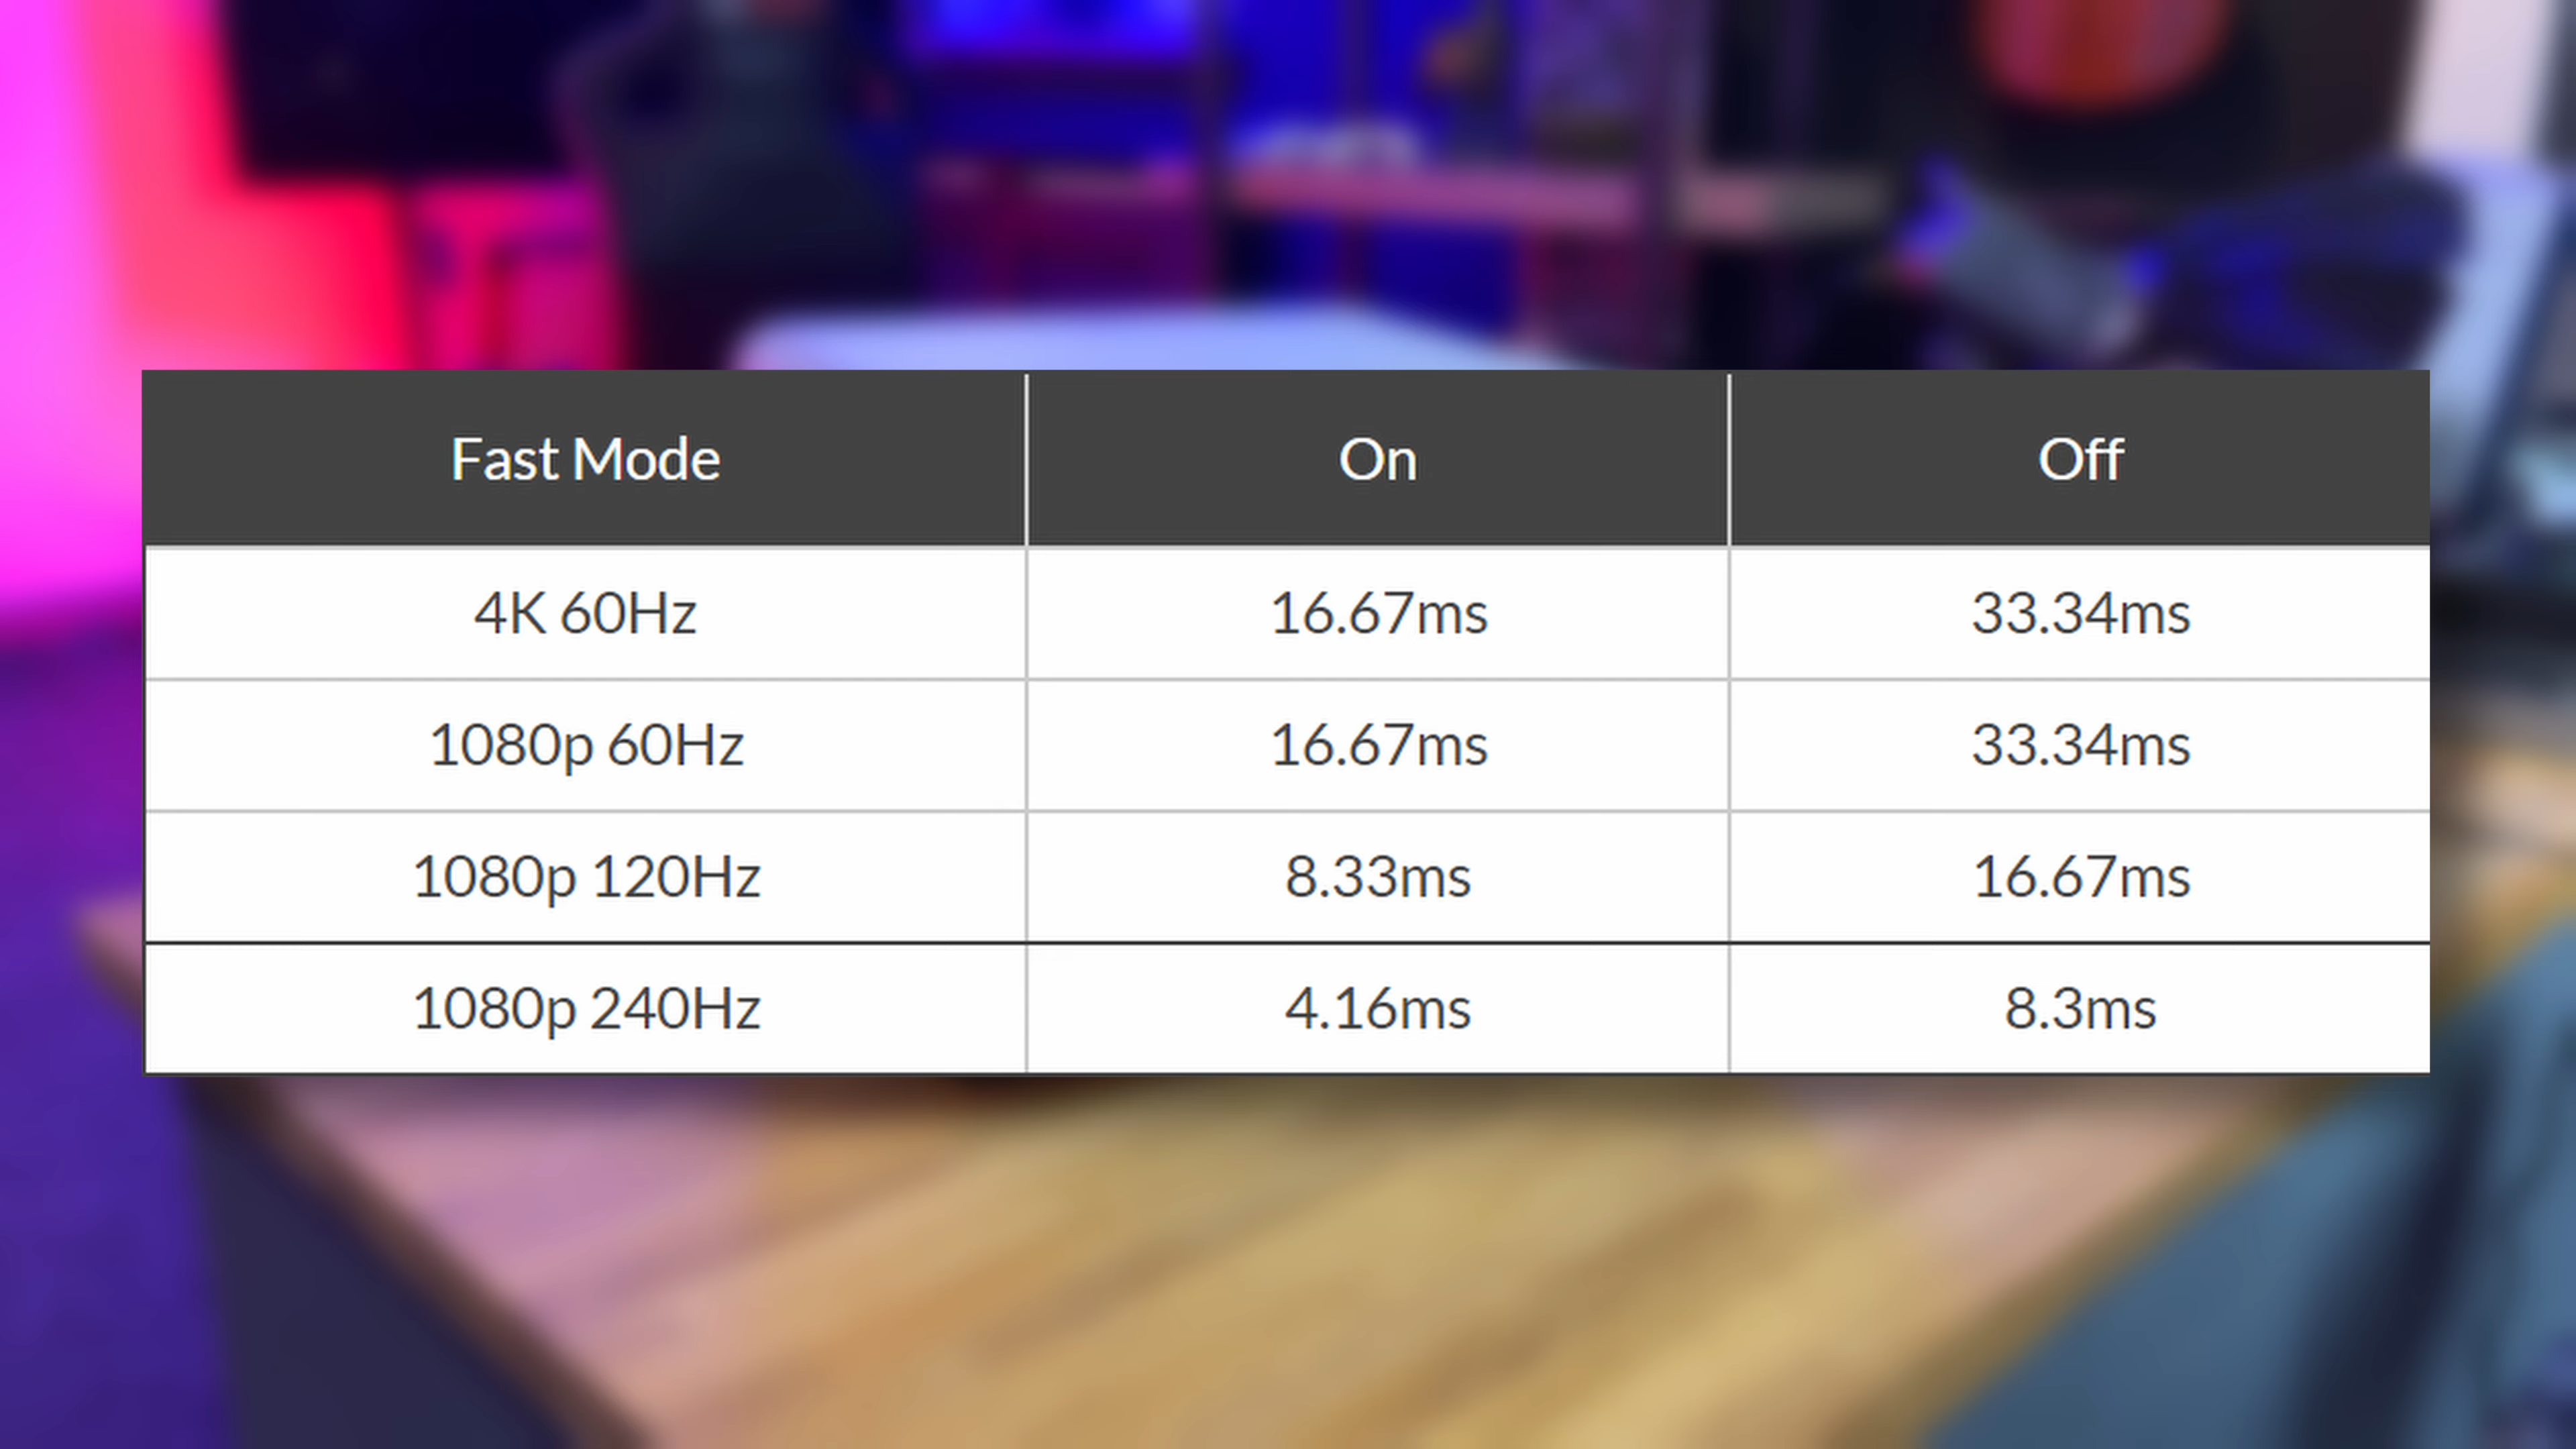 Fast Mode On Off
4K 60Hz 16.67ms 33.34ms
1080p 60Hz 16.67ms 33.34ms
1080p 120Hz 8.33ms 16.67ms
1080p 240Hz 4.16ms 8.3ms